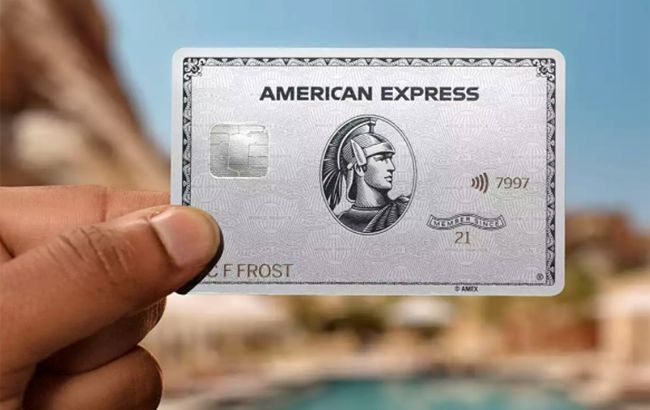 AMERICAN EXPRESS
7997
MEMBER SINCE
21
C F FROST
® 
© AMEX